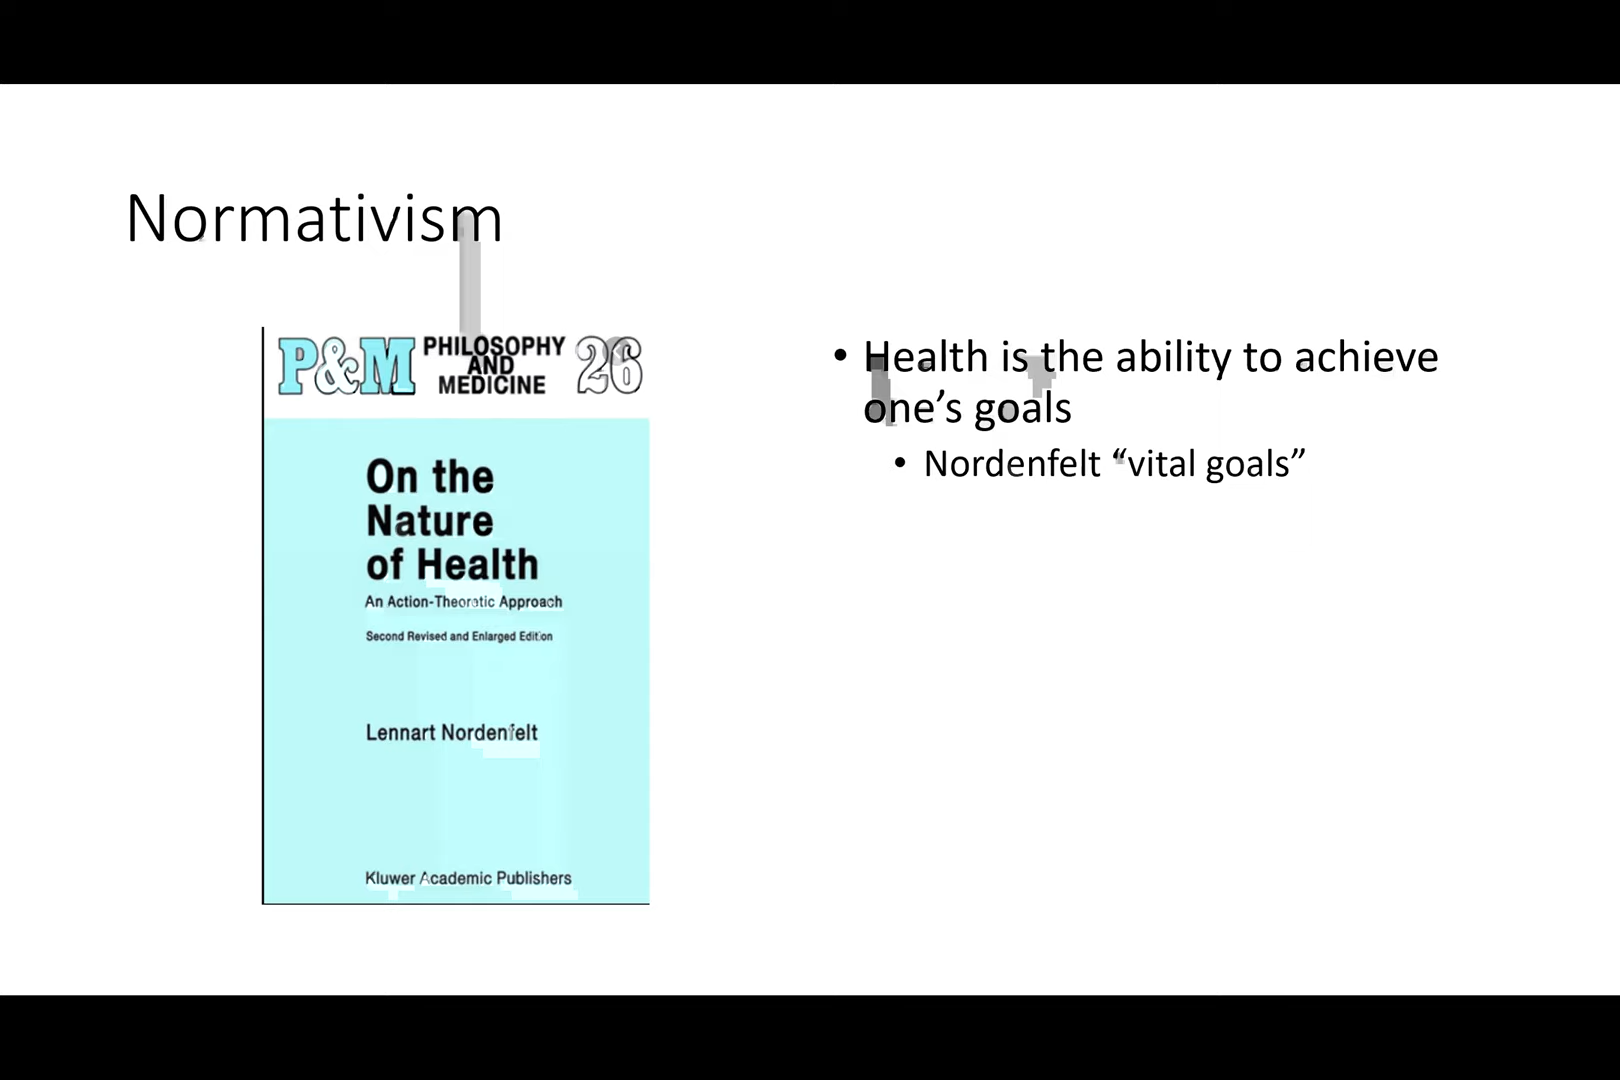 Normativism
P&M PHILOSOPHY AND MEDICINE 26
On the
Nature
of Health
An Action-Theoretic Approach
Second Revised and Enlarged Edition
Lennart Nordenfelt
Kluwer Academic Publishers
• Health is the ability to achieve
one’s goals
• Nordenfelt “vital goals”